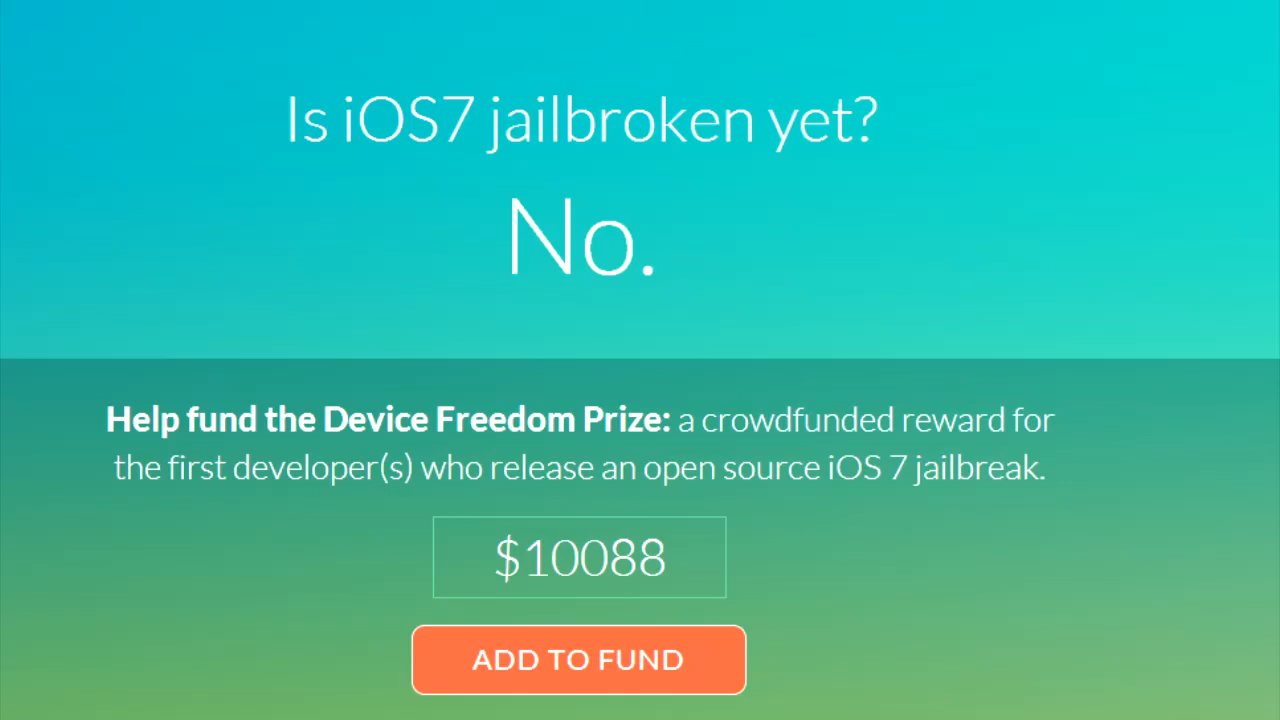 Is iOS7 jailbroken yet?
No.
Help fund the Device Freedom Prize: a crowdfunded reward for
the first developer(s) who release an open source iOS 7 jailbreak.
$10088
ADD TO FUND